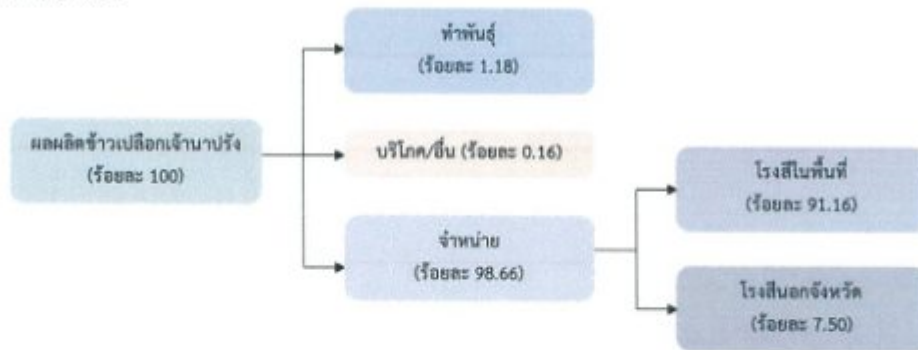 ทำพันธุ์
(ร้อยละ 1.18)
ผลผลิตข้าวเปลือกเจ้านาปรัง
(ร้อยละ 100)
บริโภค/อื่น (ร้อยละ 0.16)
จำหน่าย
(ร้อยละ 98.66)
โรงสีในพื้นที่
(ร้อยละ 91.16)
โรงสีนอกจังหวัด
(ร้อยละ 7.50)